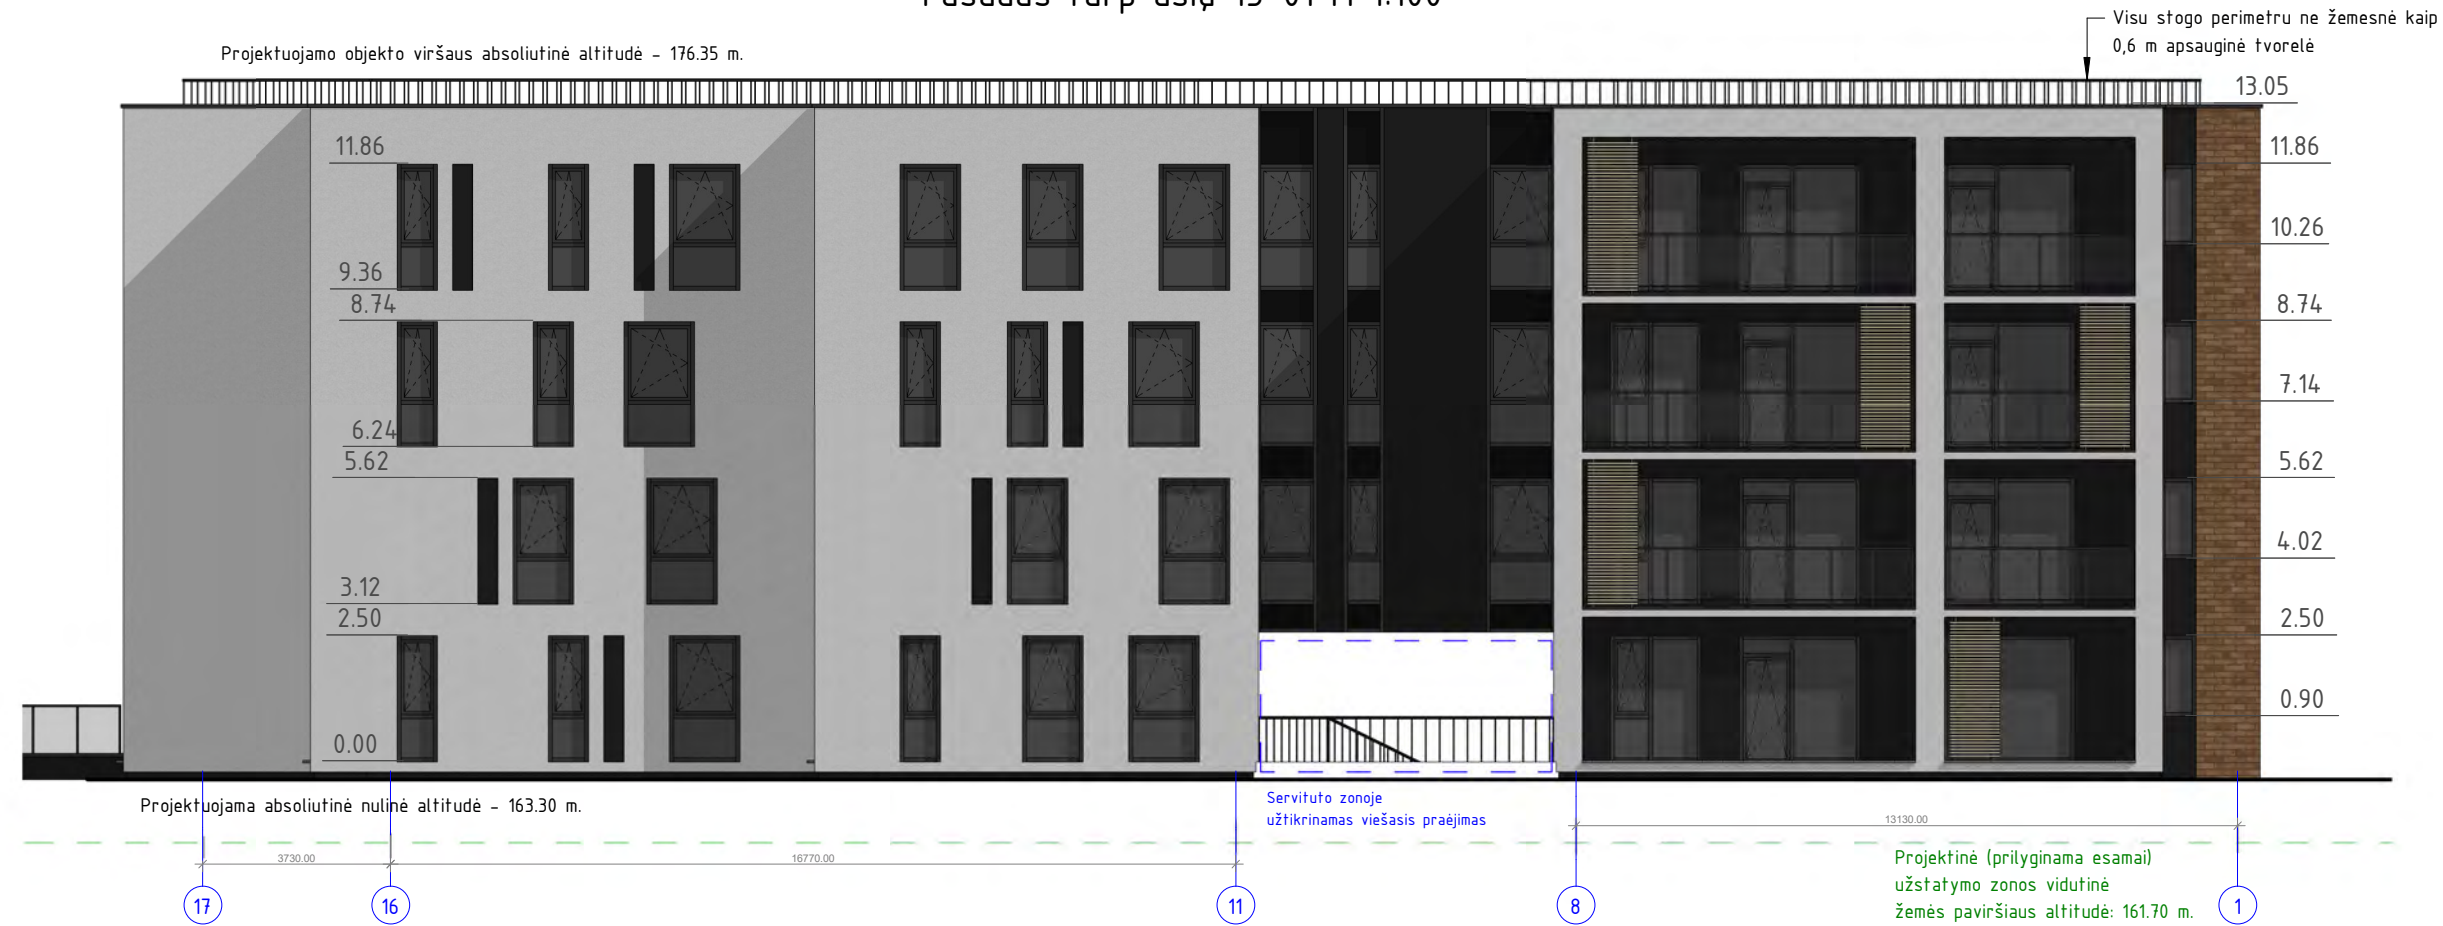 Visu stogo perimetru ne žemesnė kaip
0,6 m apsauginė tvorelė
Projektuojamo objekto viršaus absoliutinė altitudė - 176.35 m.
13.05
11.86
11.86
10.26
9.36
8.74
8.74
7.14
6.24
5.62
5.62
4.02
3.12
2.50
2.50
0.90
0.00
Projektuojama absoliutinė nulinė altitudė - 163.30 m.
Servituto zonoje
užtikrinamas viešasis praėjimas
13130.00
3730.00
16770.00
Projektinė (prilyginama esamai)
užstatymo zonos vidutinė
žemės paviršiaus altitudė: 161.70 m.
17
16
11
8
1